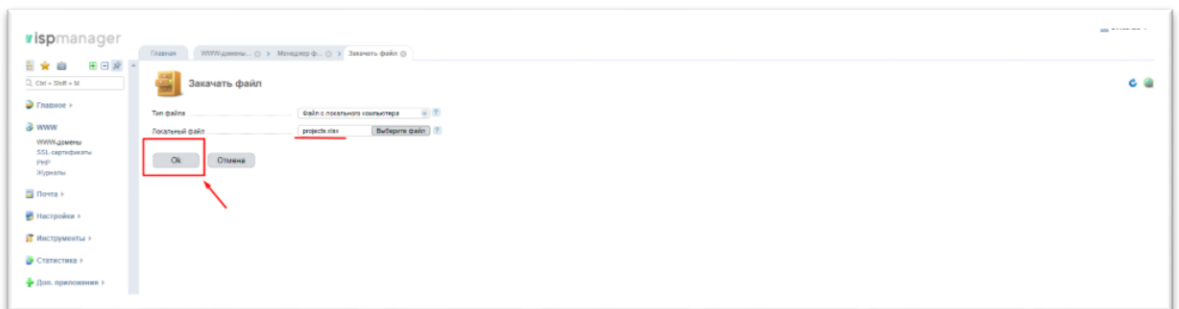 ispmanager
Главная
WWW-домены...
Менеджер ф...
Закачать файл
Ctrl + Shift + M
Закачать файл
Главное
Тип файла
Файл с локального компьютера
Локальный файл
projects.xlsx
Выберите файл
WWW
WWW-домены
SSL-сертификаты
PHP
Журналы
Ok
Отмена
Почта
Настройки
Инструменты
Статистика
Доп. приложения